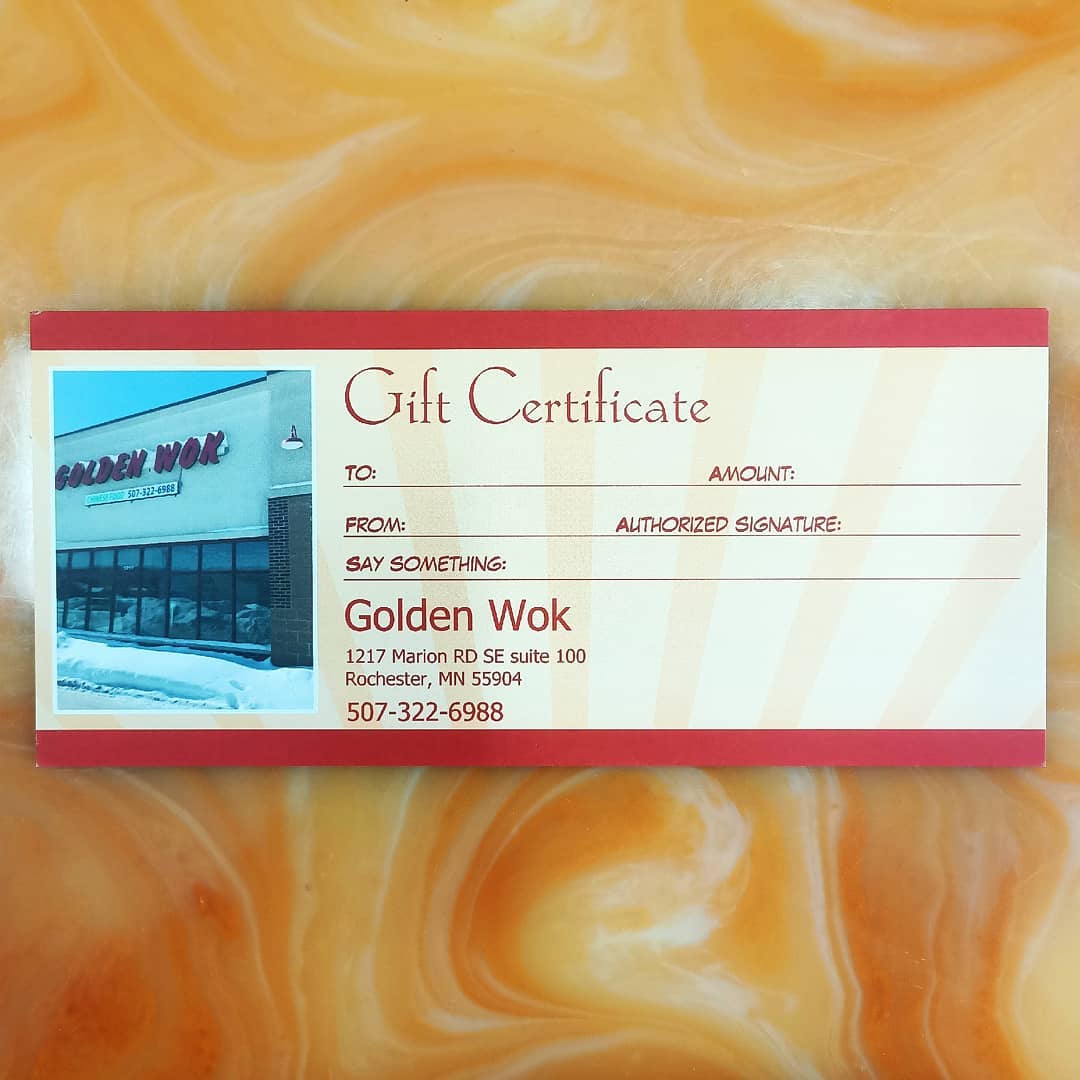 GOLDEN WOK
CHINESE FOOD 507-322-6988
Gift Certificate
TO: AMOUNT:
FROM: AUTHORIZED SIGNATURE:
SAY SOMETHING:
Golden Wok
1217 Marion RD SE suite 100
Rochester, MN 55904
507-322-6988